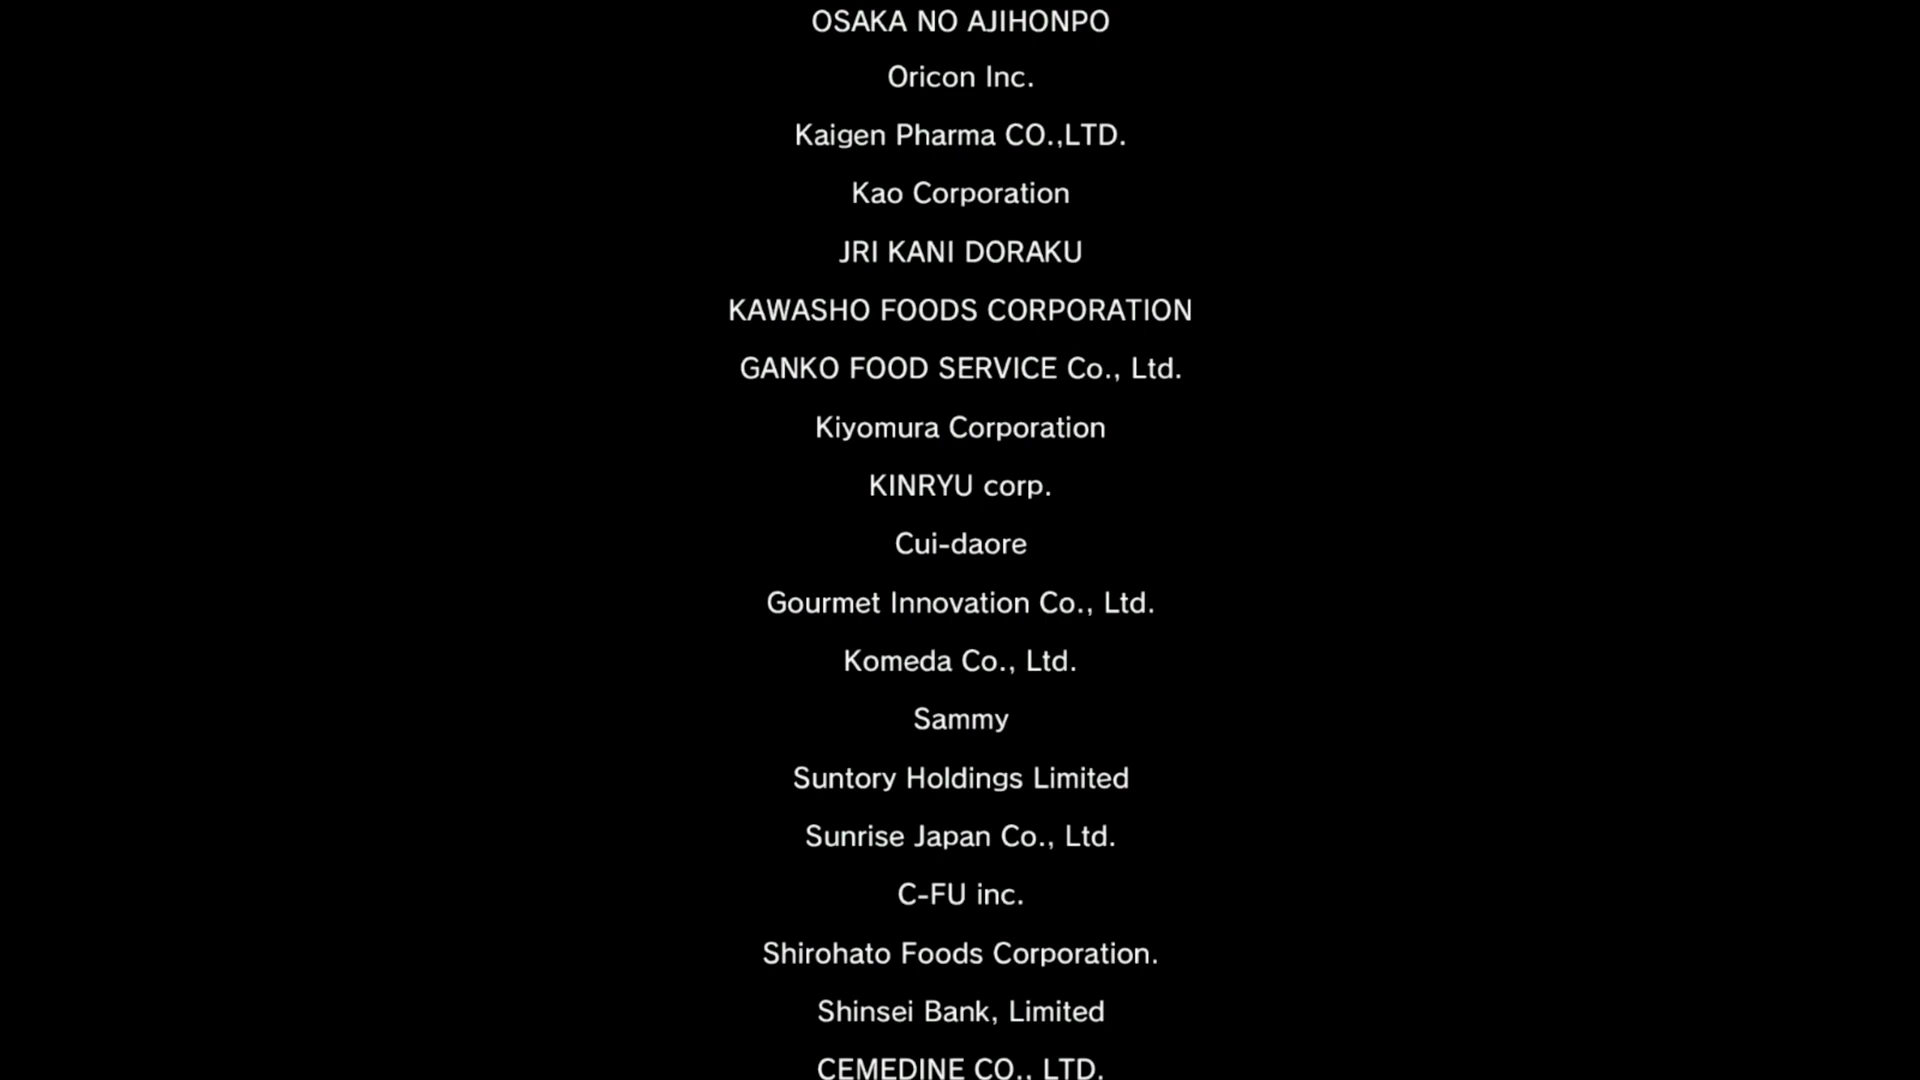 OSAKA NO AJIHONPO
Oricon Inc.
Kaigen Pharma CO.,LTD.
Kao Corporation
JRI KANI DORAKU
KAWASHO FOODS CORPORATION
GANKO FOOD SERVICE Co., Ltd.
Kiyomura Corporation
KINRYU corp.
Cui-daore
Gourmet Innovation Co., Ltd.
Komeda Co., Ltd.
Sammy
Suntory Holdings Limited
Sunrise Japan Co., Ltd.
C-FU inc.
Shirohato Foods Corporation.
Shinsei Bank, Limited
CEMEDINE CO., LTD.